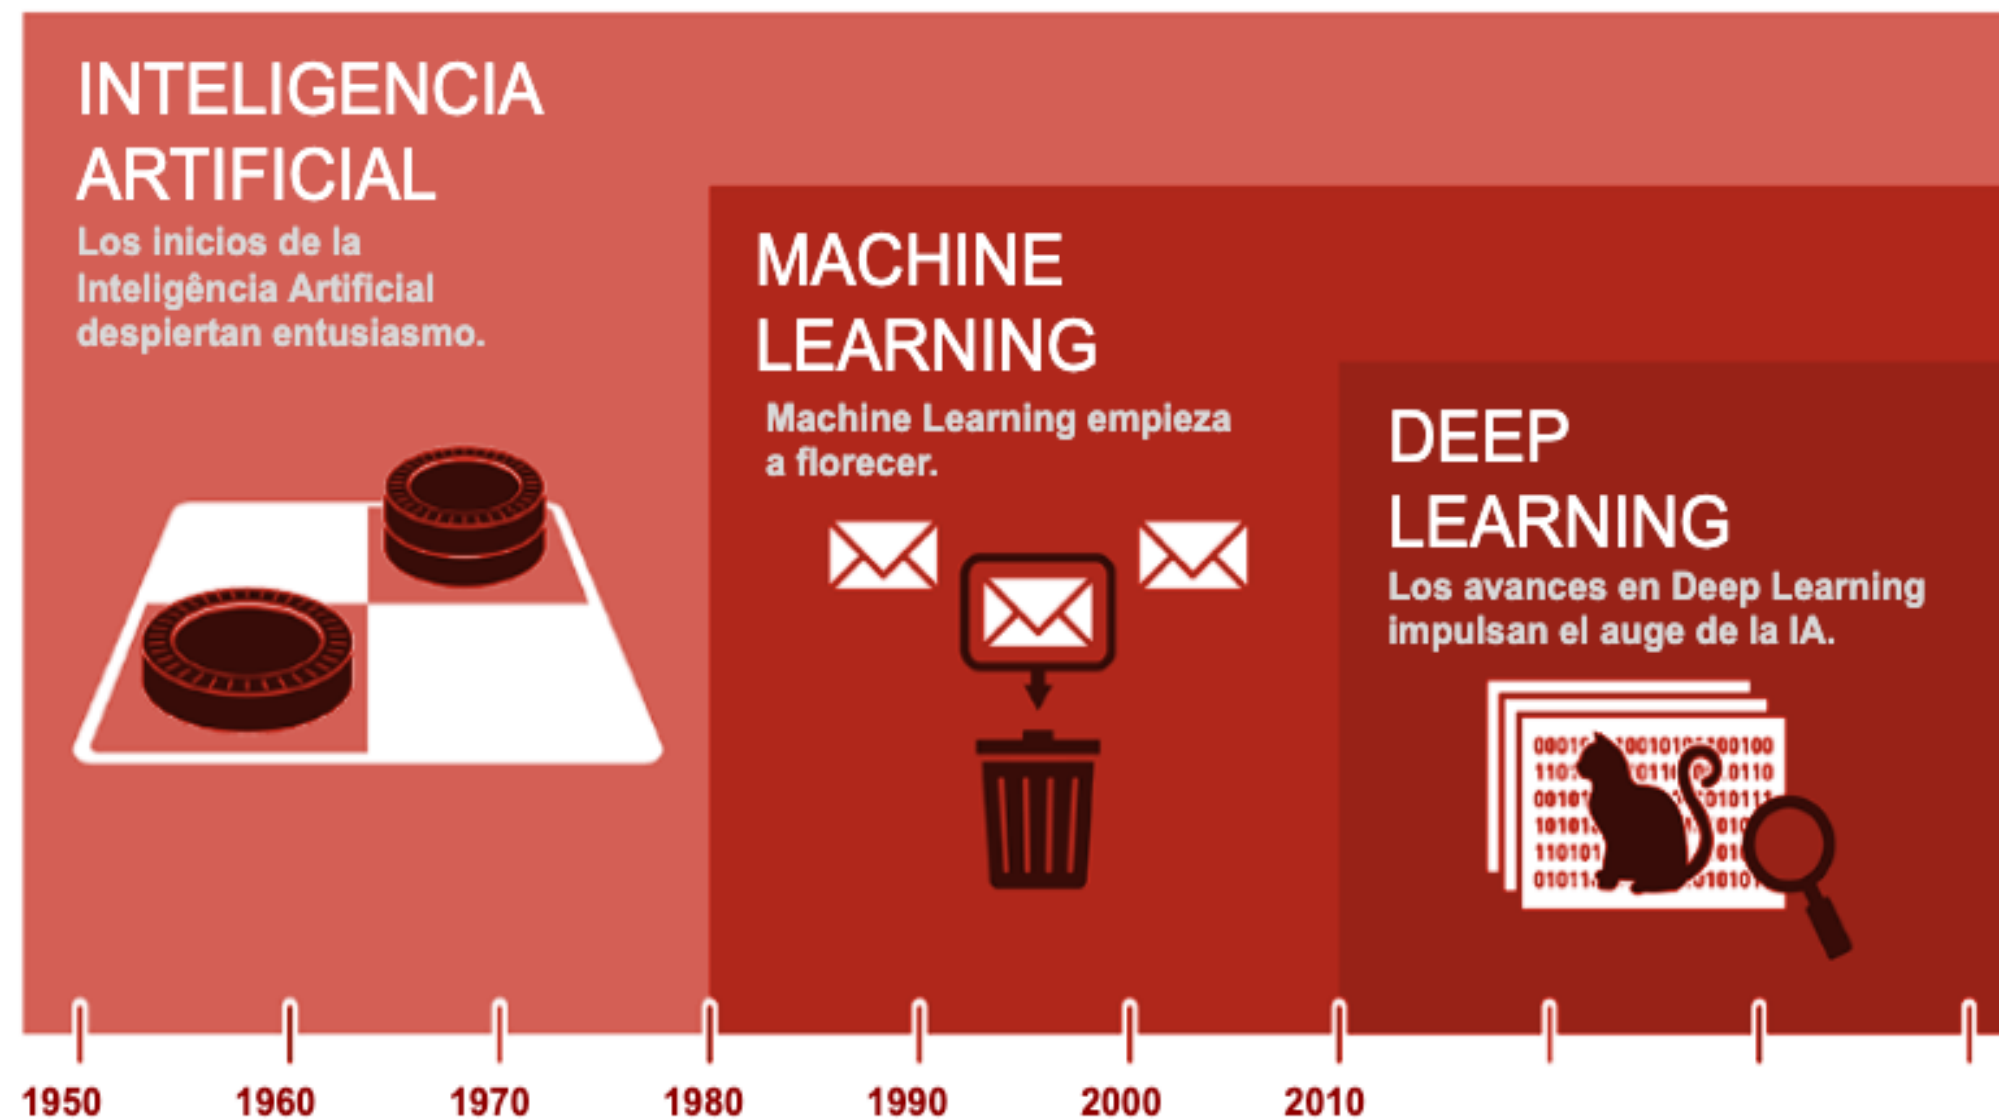 INTELIGENCIA
ARTIFICIAL
Los inicios de la
Inteligência Artificial
despiertan entusiasmo.
MACHINE
LEARNING
Machine Learning empieza
a florecer.
DEEP
LEARNING
Los avances en Deep Learning
impulsan el auge de la IA.
1950 1960 1970 1980 1990 2000 2010